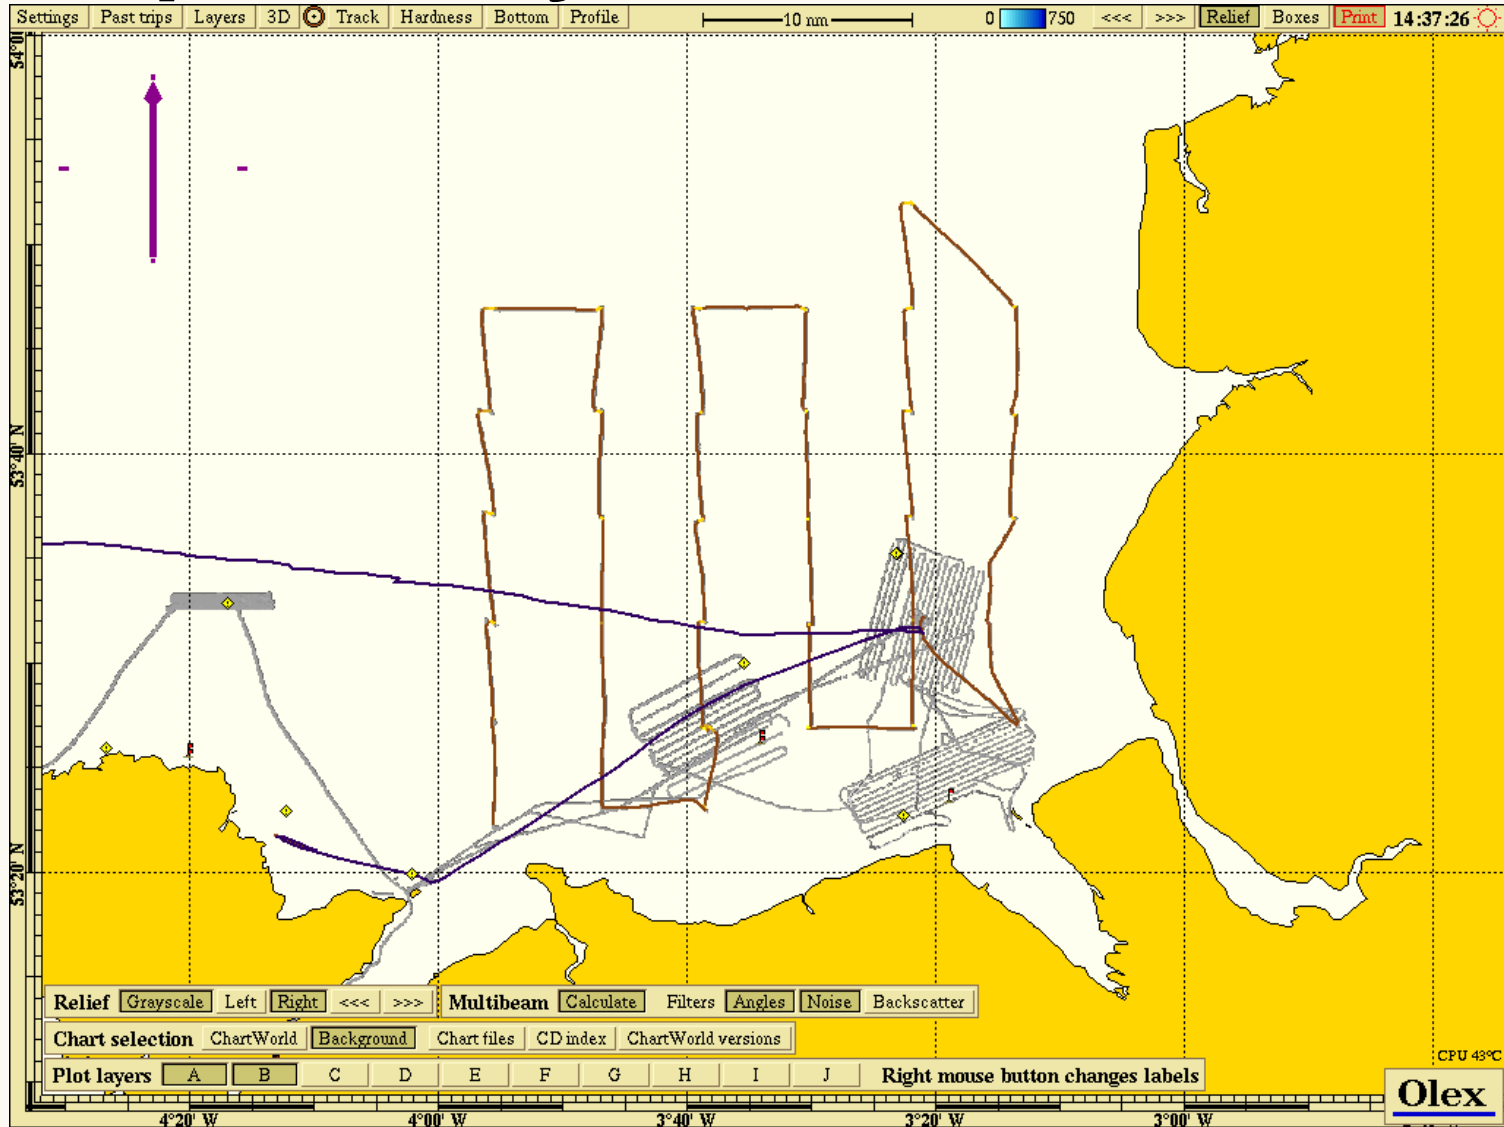 Settings Past trips Layers 3D Track Hardness Bottom Profile 10 nm 0 750 <<< >>> Relief Boxes Print 14:37:26
53°40' N
53°20' N
Relief Grayscale Left Right <<< >>> Multibeam Calculate Filters Angles Noise Backscatter
Chart selection ChartWorld Background Chart files CD index ChartWorld versions
CPU 43°C
Plot layers A B C D E F G H I J Right mouse button changes labels
Olex
4°20' W 4°00' W 3°40' W 3°20' W 3°00' W